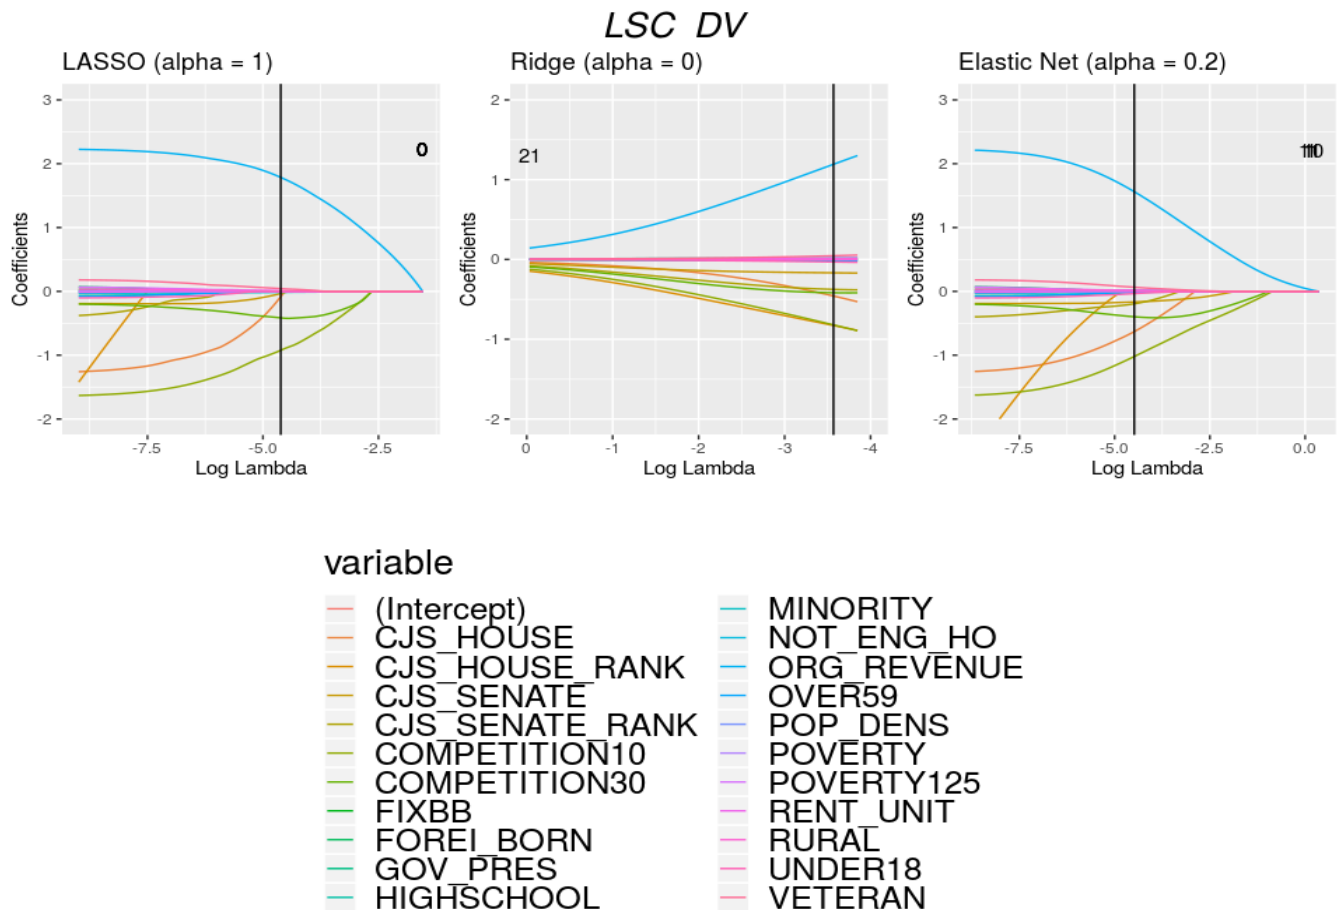 LSC DV
LASSO (alpha = 1)
Ridge (alpha = 0)
Elastic Net (alpha = 0.2)
Coefficients
3
2
1
0
-1
-2
0
-7.5
-5.0
-2.5
Log Lambda
Coefficients
2
1
0
-1
-2
21
0
-1
-2
-3
-4
Log Lambda
Coefficients
3
2
1
0
-1
-2
-7.5
-5.0
-2.5
0.0
Log Lambda
variable
(Intercept)
CJS_HOUSE
CJS_HOUSE_RANK
CJS_SENATE
CJS_SENATE_RANK
COMPETITION10
COMPETITION30
FIXBB
FOREI_BORN
GOV_PRES
HIGHSCHOOL
MINORITY
NOT_ENG_HO
ORG_REVENUE
OVER59
POP_DENS
POVERTY
POVERTY125
RENT_UNIT
RURAL
UNDER18
VETERAN